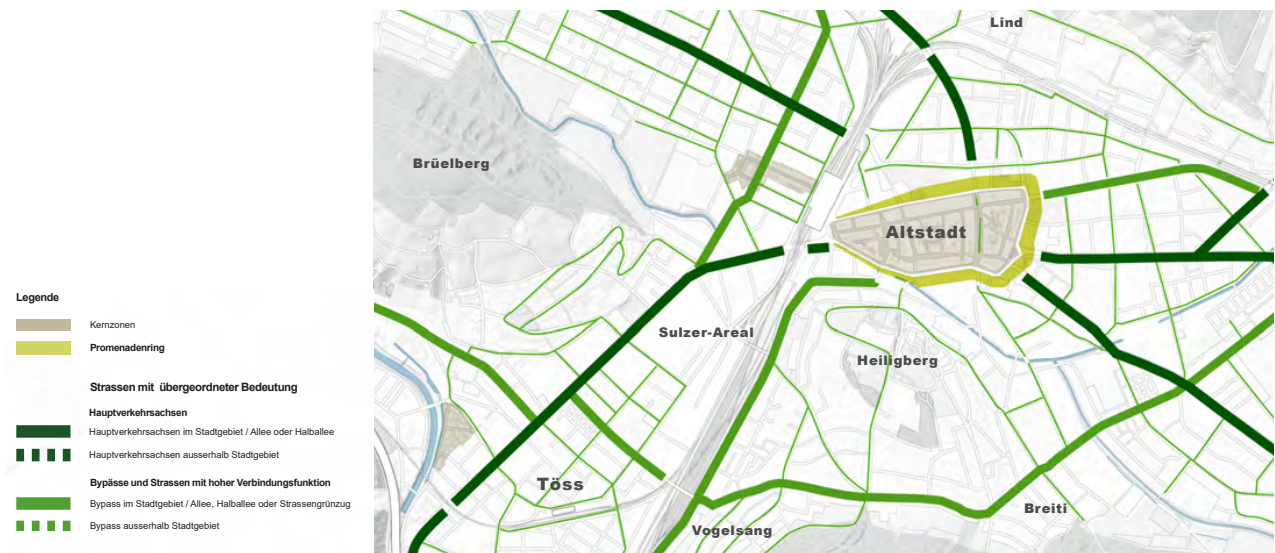 Lind
Brüelberg
Altstadt
Sulzer-Areal
Heiligberg
Töss
Vogelsang
Breiti
Legende
Kernzonen
Promenadenring
Strassen mit übergeordneter Bedeutung
Hauptverkehrsachsen
Hauptverkehrsachsen im Stadtgebiet / Allee oder Halballee
Hauptverkehrsachsen ausserhalb Stadtgebiet
Bypässe und Strassen mit hoher Verbindungsfunktion
Bypass im Stadtgebiet / Allee, Halballee oder Strassengrünzug
Bypass ausserhalb Stadtgebiet